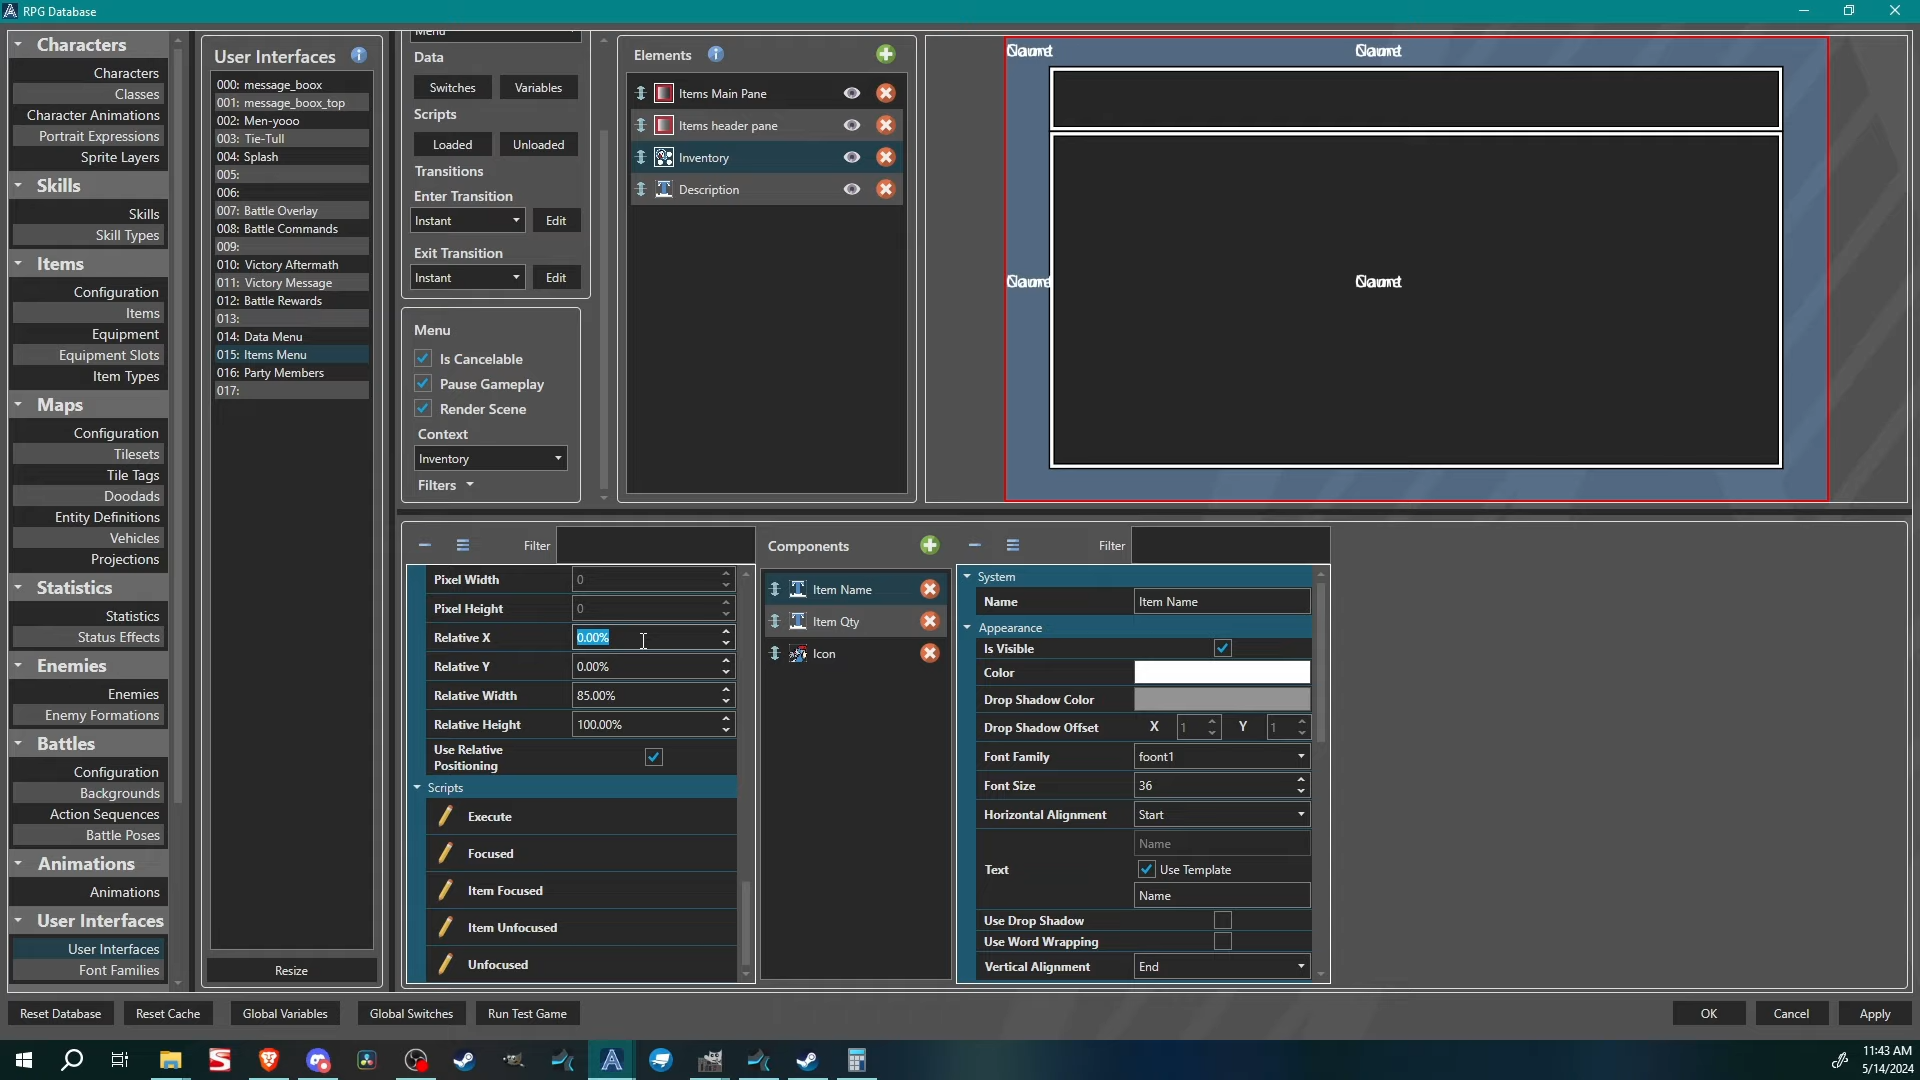 RPG Database
Characters
Characters
Classes
Character Animations
Portrait Expressions
Sprite Layers
Skills
Skills
Skill Types
Items
Configuration
Items
Equipment
Equipment Slots
Item Types
Maps
Configuration
Tilesets
Tile Tags
Doodads
Entity Definitions
Vehicles
Projections
Statistics
Statistics
Status Effects
Enemies
Enemies
Enemy Formations
Battles
Configuration
Backgrounds
Action Sequences
Battle Poses
Animations
Animations
User Interfaces
User Interfaces
Font Families
User Interfaces
000: message_boox
001: message_boox_top
002: Men-yooo
003: Tie-Tull
004: Splash
005:
006:
007: Battle Overlay
008: Battle Commands
009:
010: Victory Aftermath
011: Victory Message
012: Battle Rewards
013:
014: Data Menu
015: Items Menu
016: Party Members
017:
Resize
Menu
Data
Switches Variables
Scripts
Loaded Unloaded
Transitions
Enter Transition
Instant Edit
Exit Transition
Instant Edit
Menu
Is Cancelable
Pause Gameplay
Render Scene
Context
Inventory
Filters
Elements
Items Main Pane
Items header pane
Inventory
Description
Filter
Pixel Width 0
Pixel Height 0
Relative X 0.00%
Relative Y 0.00%
Relative Width 85.00%
Relative Height 100.00%
Use Relative
Positioning
Scripts
Execute
Focused
Item Focused
Item Unfocused
Unfocused
Components
Item Name
Item Qty
Icon
Filter
System
Name Item Name
Appearance
Is Visible
Color
Drop Shadow Color
Drop Shadow Offset X 1 Y 1
Font Family foont1
Font Size 36
Horizontal Alignment Start
Name
Text Use Template
Name
Use Drop Shadow
Use Word Wrapping
Vertical Alignment End
Reset Database Reset Cache Global Variables Global Switches Run Test Game OK Cancel Apply
11:43 AM
5/14/2024